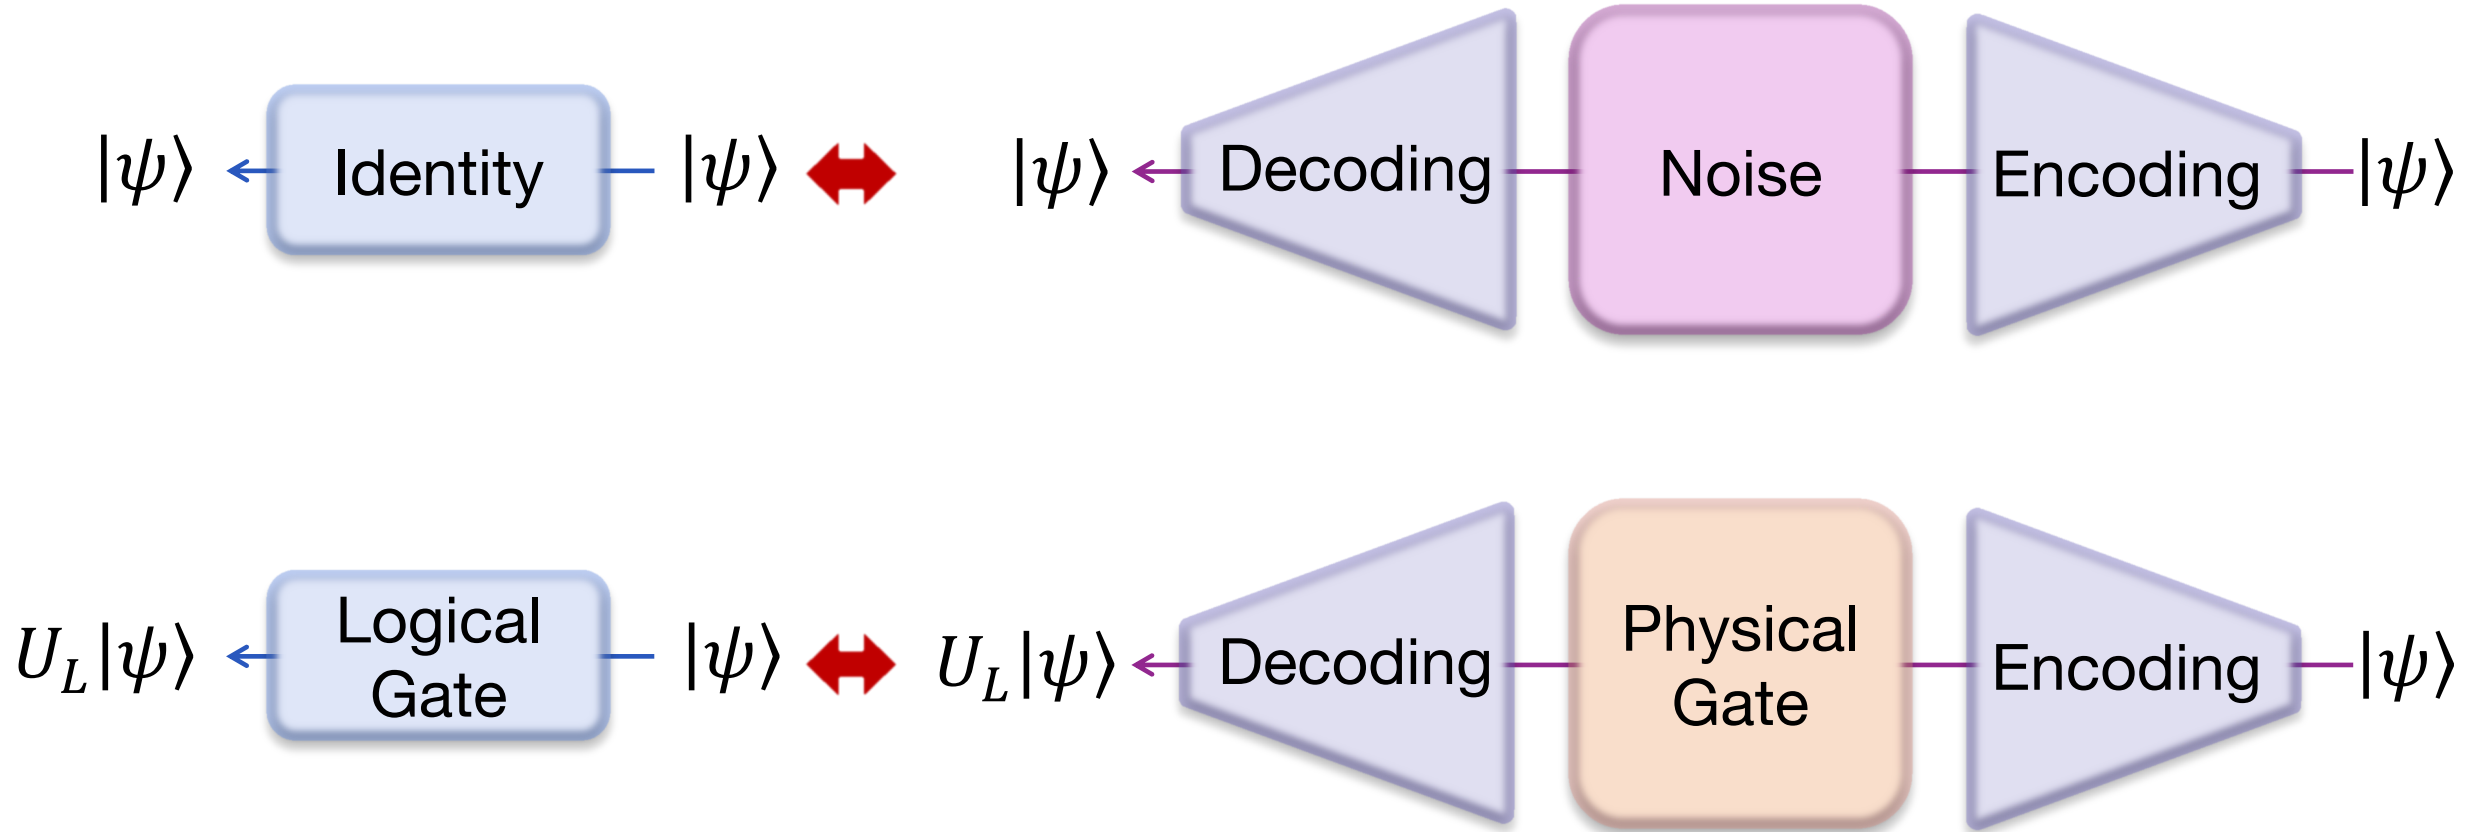 |ψ⟩ Identity |ψ⟩ |ψ⟩ Decoding Noise Encoding |ψ⟩
U_L|ψ⟩ Logical Gate |ψ⟩ U_L|ψ⟩ Decoding Physical Gate Encoding |ψ⟩